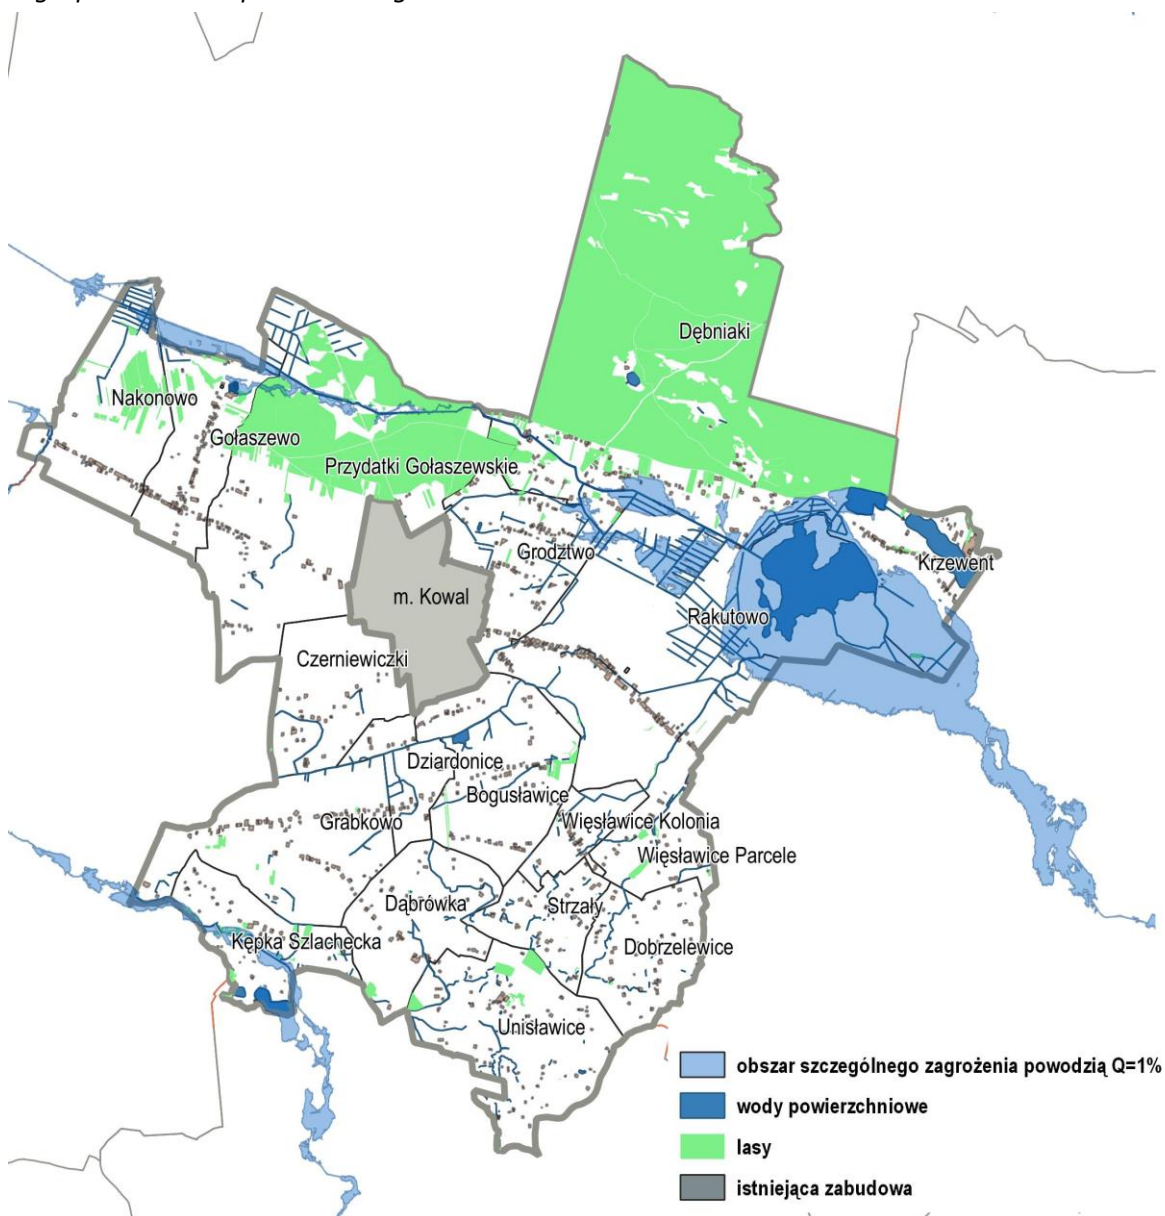 Dębniaki
Nakonowo
Gołaszewo
Przydatki Gołaszewskie
Grodztwo
Krzewent
m. Kowal
Rakutowo
Czerniewiczki
Dziardonice
Bogusławice
Grabkowo
Więsławice Kolonia
Więsławice Parcele
Dąbrówka
Strzały
Kępka Szlachecka
Dobrzelewice
Unisławice
obszar szczególnego zagrożenia powodzią Q=1%
wody powierzchniowe
lasy
istniejąca zabudowa